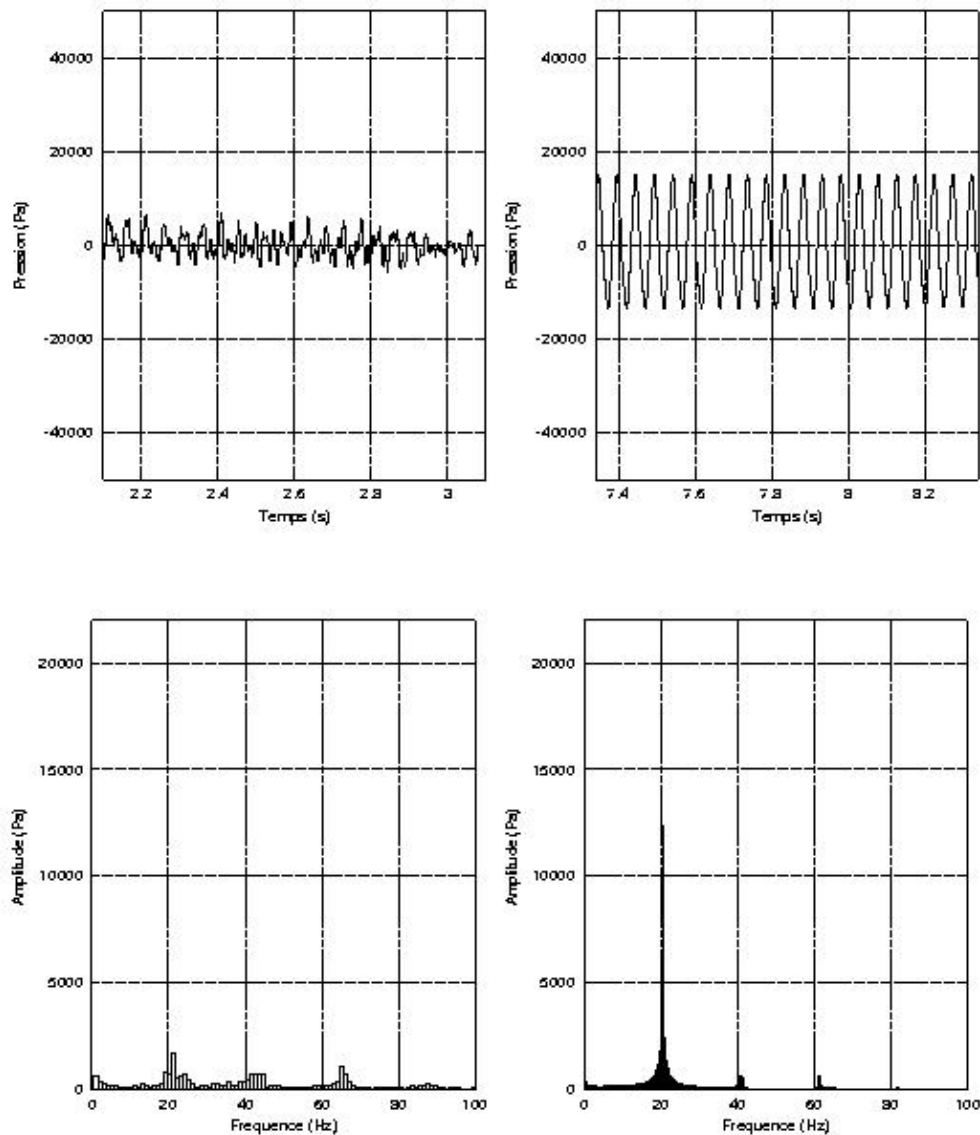 40000
20000
0
-20000
-40000
Pression (Pa)
2.2 2.4 2.6 2.8 3
Temps (s)
40000
20000
0
-20000
-40000
Pression (Pa)
7.4 7.6 7.8 8 8.2
Temps (s)
20000
15000
10000
5000
0
Amplitude (Pa)
0 20 40 60 80 100
Frequence (Hz)
20000
15000
10000
5000
0
Amplitude (Pa)
0 20 40 60 80 100
Frequence (Hz)